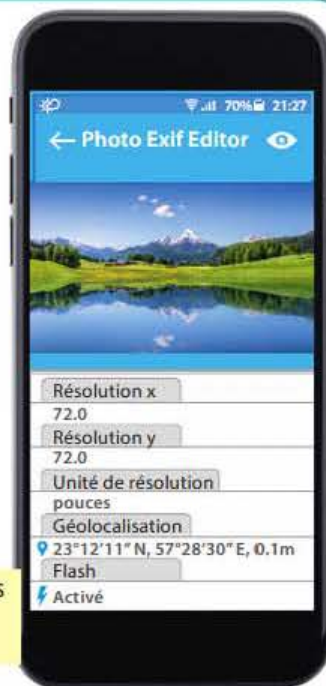 70% 21:27
← Photo Exif Editor
Résolution x
72.0
Résolution y
72.0
Unité de résolution
pouces
Géolocalisation
23°12'11" N, 57°28'30" E, 0.1m
Flash
Activé
s